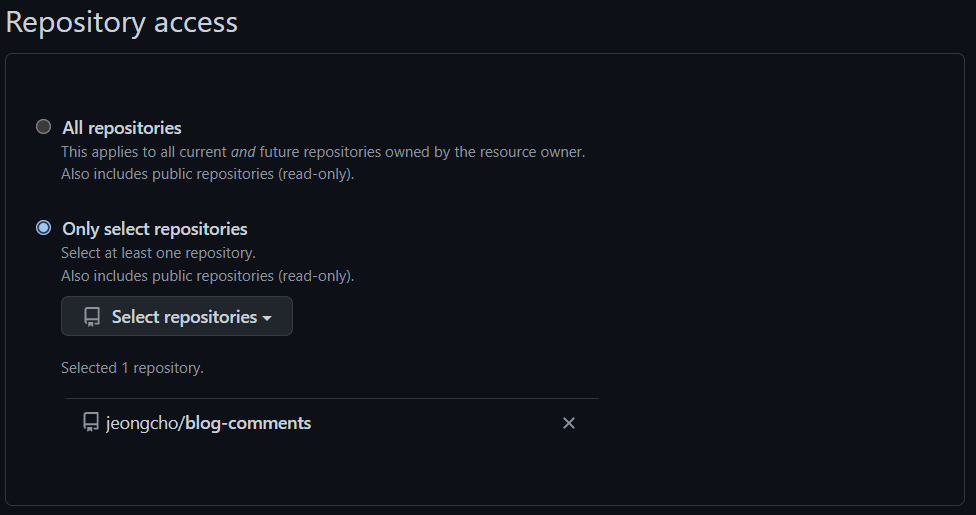 Repository access
All repositories
This applies to all current and future repositories owned by the resource owner.
Also includes public repositories (read-only).
Only select repositories
Select at least one repository.
Also includes public repositories (read-only).
Select repositories
Selected 1 repository.
jeongcho/blog-comments